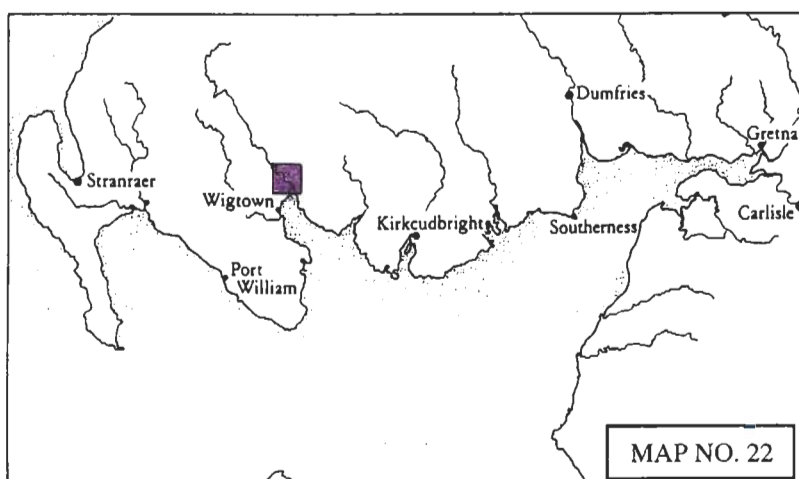 Dumfries
Gretna
Stranraer
Wigtown
Kirkcudbright
Southerness
Carlisle
Port
William
MAP NO. 22